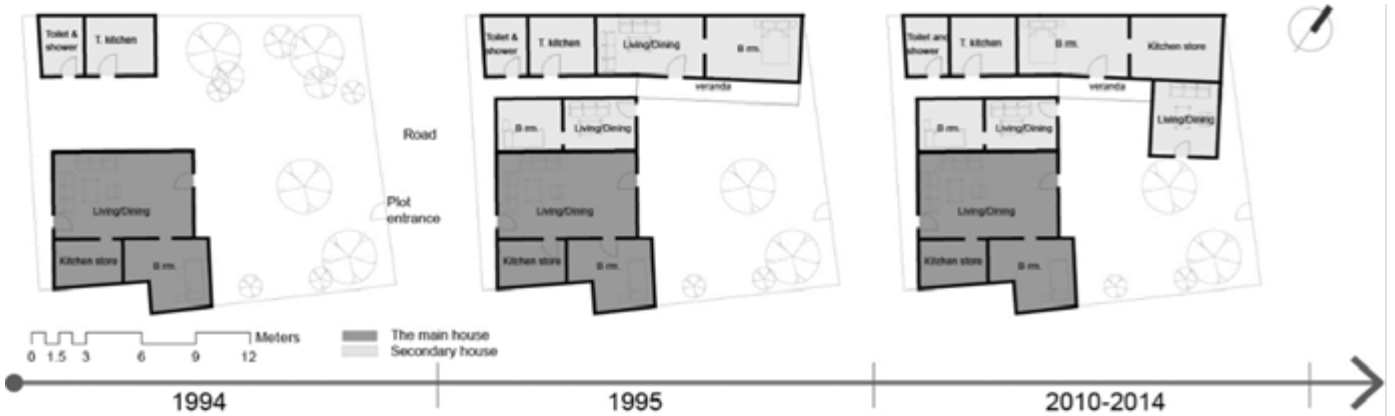 Toilet &
shower
T. kitchen
Living/Dining
Kitchen store
B rm.
Road
Plot
entrance
Toilet &
shower
T. kitchen
Living/Dining
B rm.
veranda
B rm.
Living/Dining
Living/Dining
Kitchen store
B rm.
Toilet and
shower
T. kitchen
B rm.
Kitchen store
veranda
Living/Dining
B rm.
Living/Dining
Living/Dining
Kitchen store
B rm.
Meters
0 1.5 3 6 9 12
The main house
Secondary house
1994
1995
2010-2014